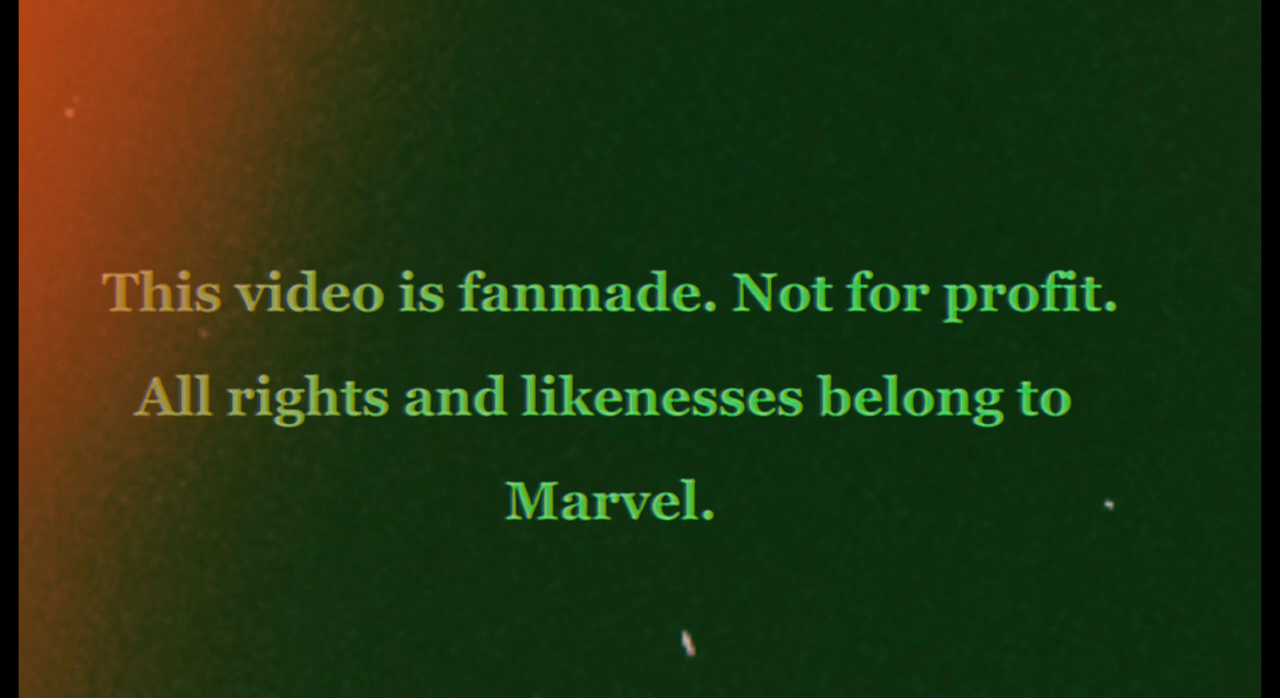 This video is fanmade. Not for profit.
All rights and likenesses belong to
Marvel.